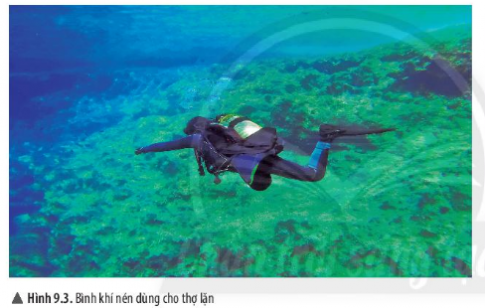 ▲ Hình 9.3. Bình khí nén dùng cho thợ lặn